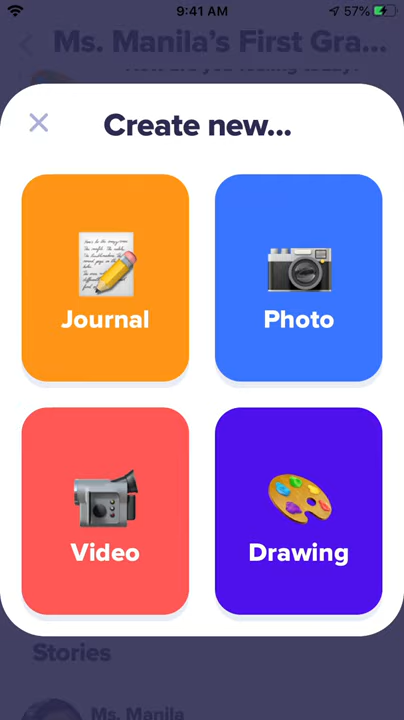 9:41 AM
57%
Ms. Manila's First Gra...
How are you feeling today?
Create new...
Journal
Photo
Video
Drawing
Stories
Ms. Manila